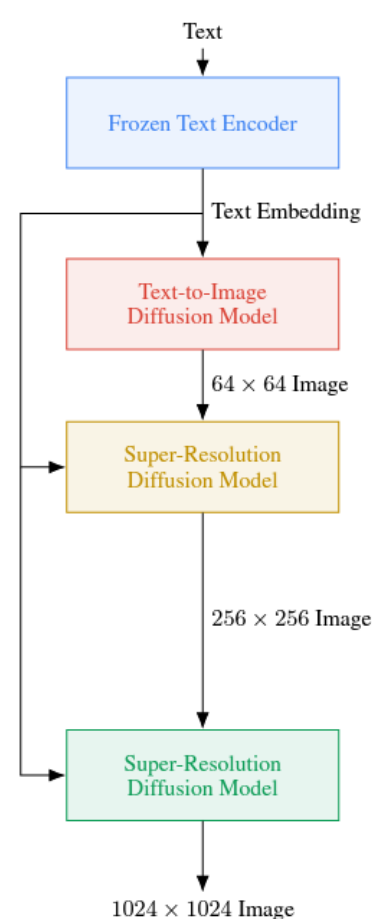 Text
Frozen Text Encoder
Text Embedding
Text-to-Image
Diffusion Model
64 × 64 Image
Super-Resolution
Diffusion Model
256 × 256 Image
Super-Resolution
Diffusion Model
1024 × 1024 Image